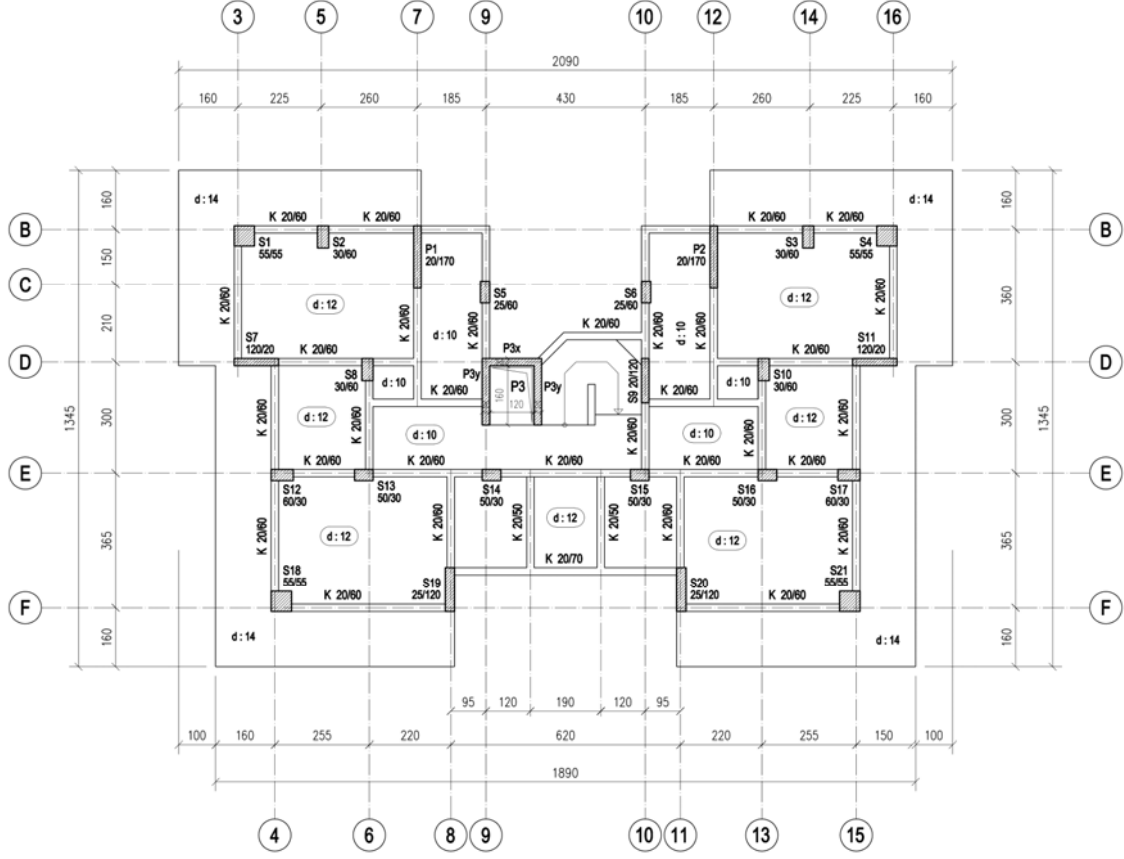 3 5 7 9 10 12 14 16
2090
160 225 260 185 430 185 260 225 160
d : 14 d : 14
K 20/60 K 20/60 K 20/60 K 20/60
B B
S1 55/55
S2 30/60
P1 20/170
P2 20/170
S3 30/60
S4 55/55
160 150 210 300 365 160
1345
160 360 300 365 160
1345
C
S5 25/60
S6 25/60
K 20/60
d : 12
K 20/60
K 20/60
K 20/60
K 20/60
K 20/60
d : 12
K 20/60
d : 10
d : 10
K 20/60
S7 120/20
K 20/60
P3x
K 20/60
S11 120/20
D D
S8 30/60
d : 10
K 20/60
P3y
P3
P3y
160
120
S9 20/120
K 20/60
d : 10
S10 30/60
K 20/60
d : 12
K 20/60
d : 10
K 20/60
d : 10
K 20/60
d : 12
K 20/60
E E
K 20/60 K 20/60 K 20/60 K 20/60 K 20/60
S12 60/30
S13 50/30
S14 50/30
S15 50/30
S16 50/30
S17 60/30
K 20/60
d : 12
K 20/60
K 20/50
d : 12
K 20/50
K 20/60
d : 12
K 20/60
K 20/70
S18 55/55
K 20/60
S19 25/120
S20 25/120
K 20/60
S21 55/55
F F
d : 14 d : 14
95 120 190 120 95
100 160 255 220 620 220 255 150 100
1890
4 6 8 9 10 11 13 15